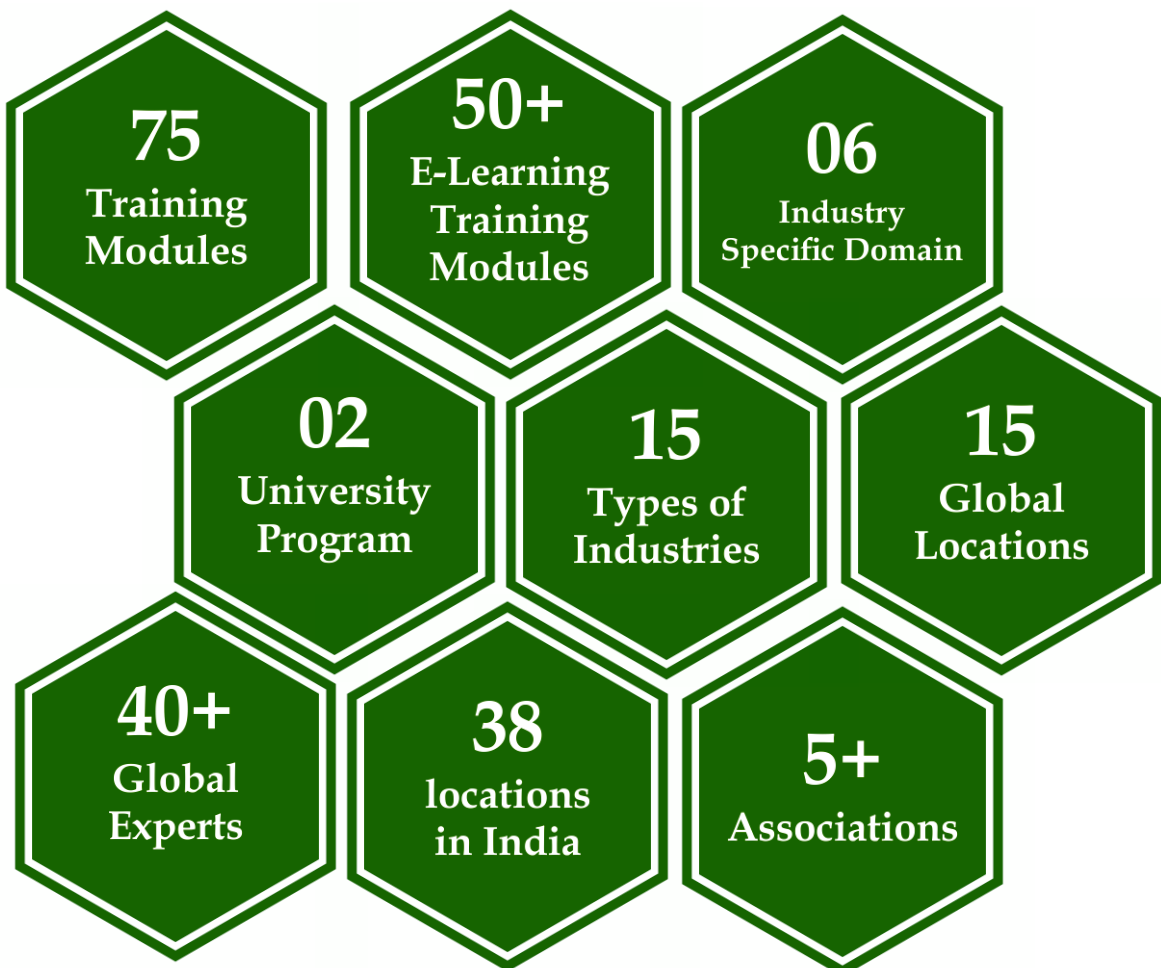 75
Training
Modules
50+
E-Learning
Training
Modules
06
Industry
Specific Domain
02
University
Program
15
Types of
Industries
15
Global
Locations
40+
Global
Experts
38
locations
in India
5+
Associations